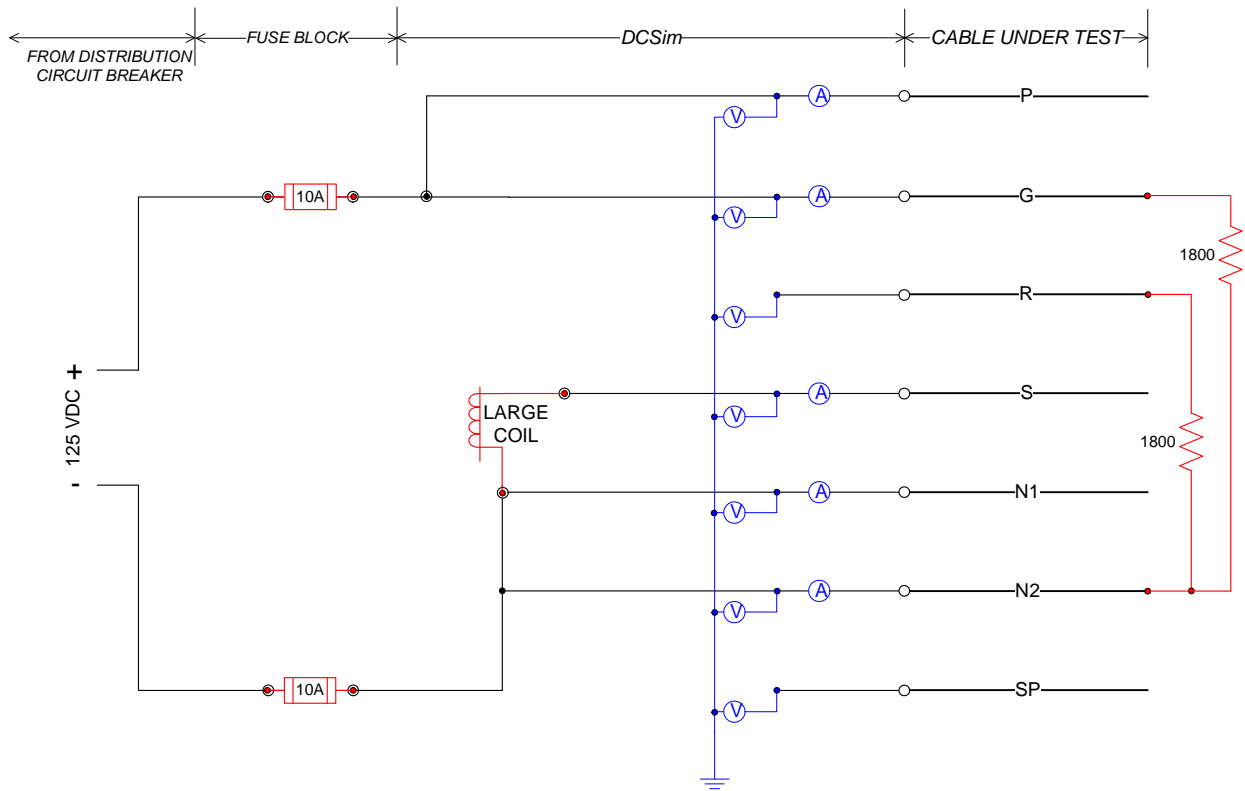 FROM DISTRIBUTION
CIRCUIT BREAKER
FUSE BLOCK
DCSim
CABLE UNDER TEST
A
P
V
10A
A
G
V
1800
R
V
+
125 VDC
-
LARGE
COIL
A
S
V
1800
A
N1
V
A
N2
V
10A
SP
V